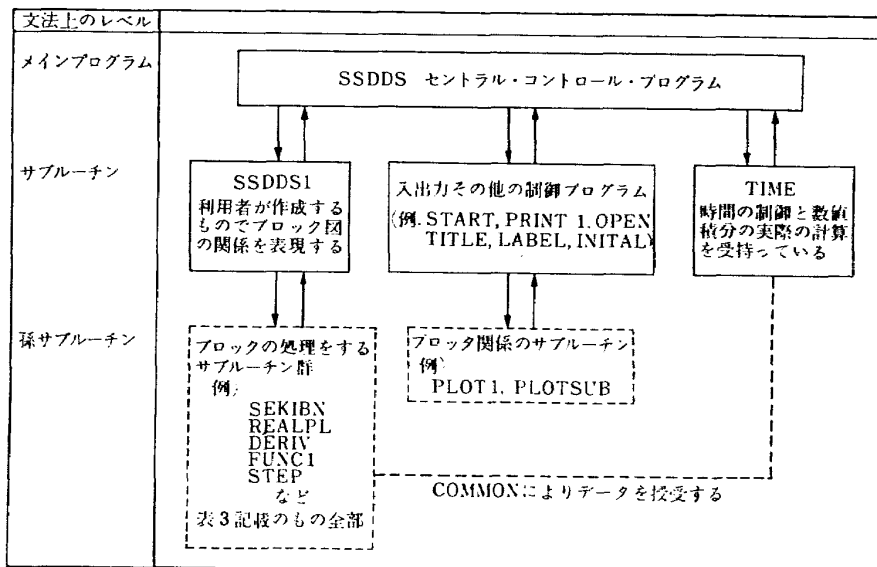 文法上のレベル
メインプログラム
SSDDS セントラル・コントロール・プログラム
サブルーチン
SSDDS1
利用者が作成する
ものでブロック図
の関係を表現する
入出力その他の制御プログラム
(例. START, PRINT 1. OPEN
TITLE, LABEL, INITAL)
TIME
時間の制御と数値
積分の実際の計算
を受持っている
孫サブルーチン
ブロックの処理をする
サブルーチン群
例)
SEKIBN
REALPL
DERIV
FUNC1
STEP
など
表3記載のもの全部
プロッタ関係のサブルーチン
例)
PLOT1, PLOTSUB
COMMONによりデータを授受する